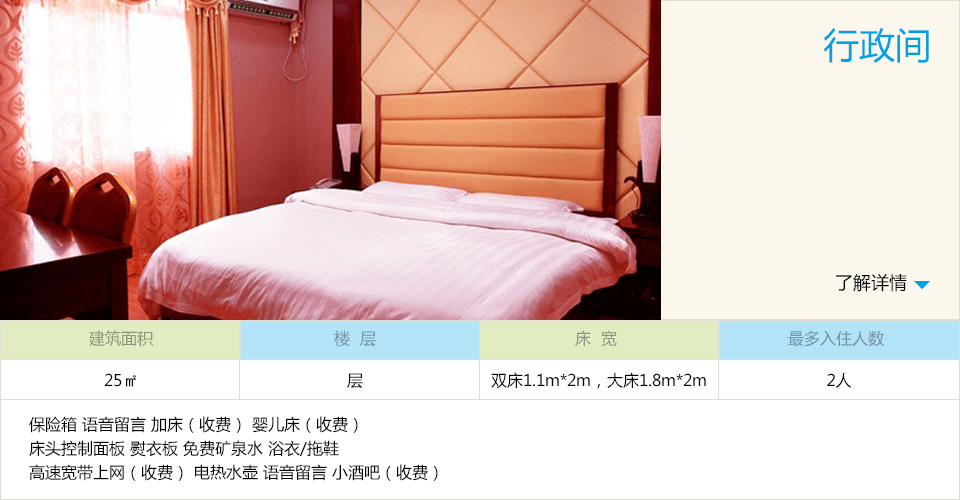 行政间
了解详情
建筑面积 楼 层 床 宽 最多入住人数
25㎡ 层 双床1.1m*2m，大床1.8m*2m 2人
保险箱 语音留言 加床（收费） 婴儿床（收费）
床头控制面板 熨衣板 免费矿泉水 浴衣/拖鞋
高速宽带上网（收费） 电热水壶 语音留言 小酒吧（收费）